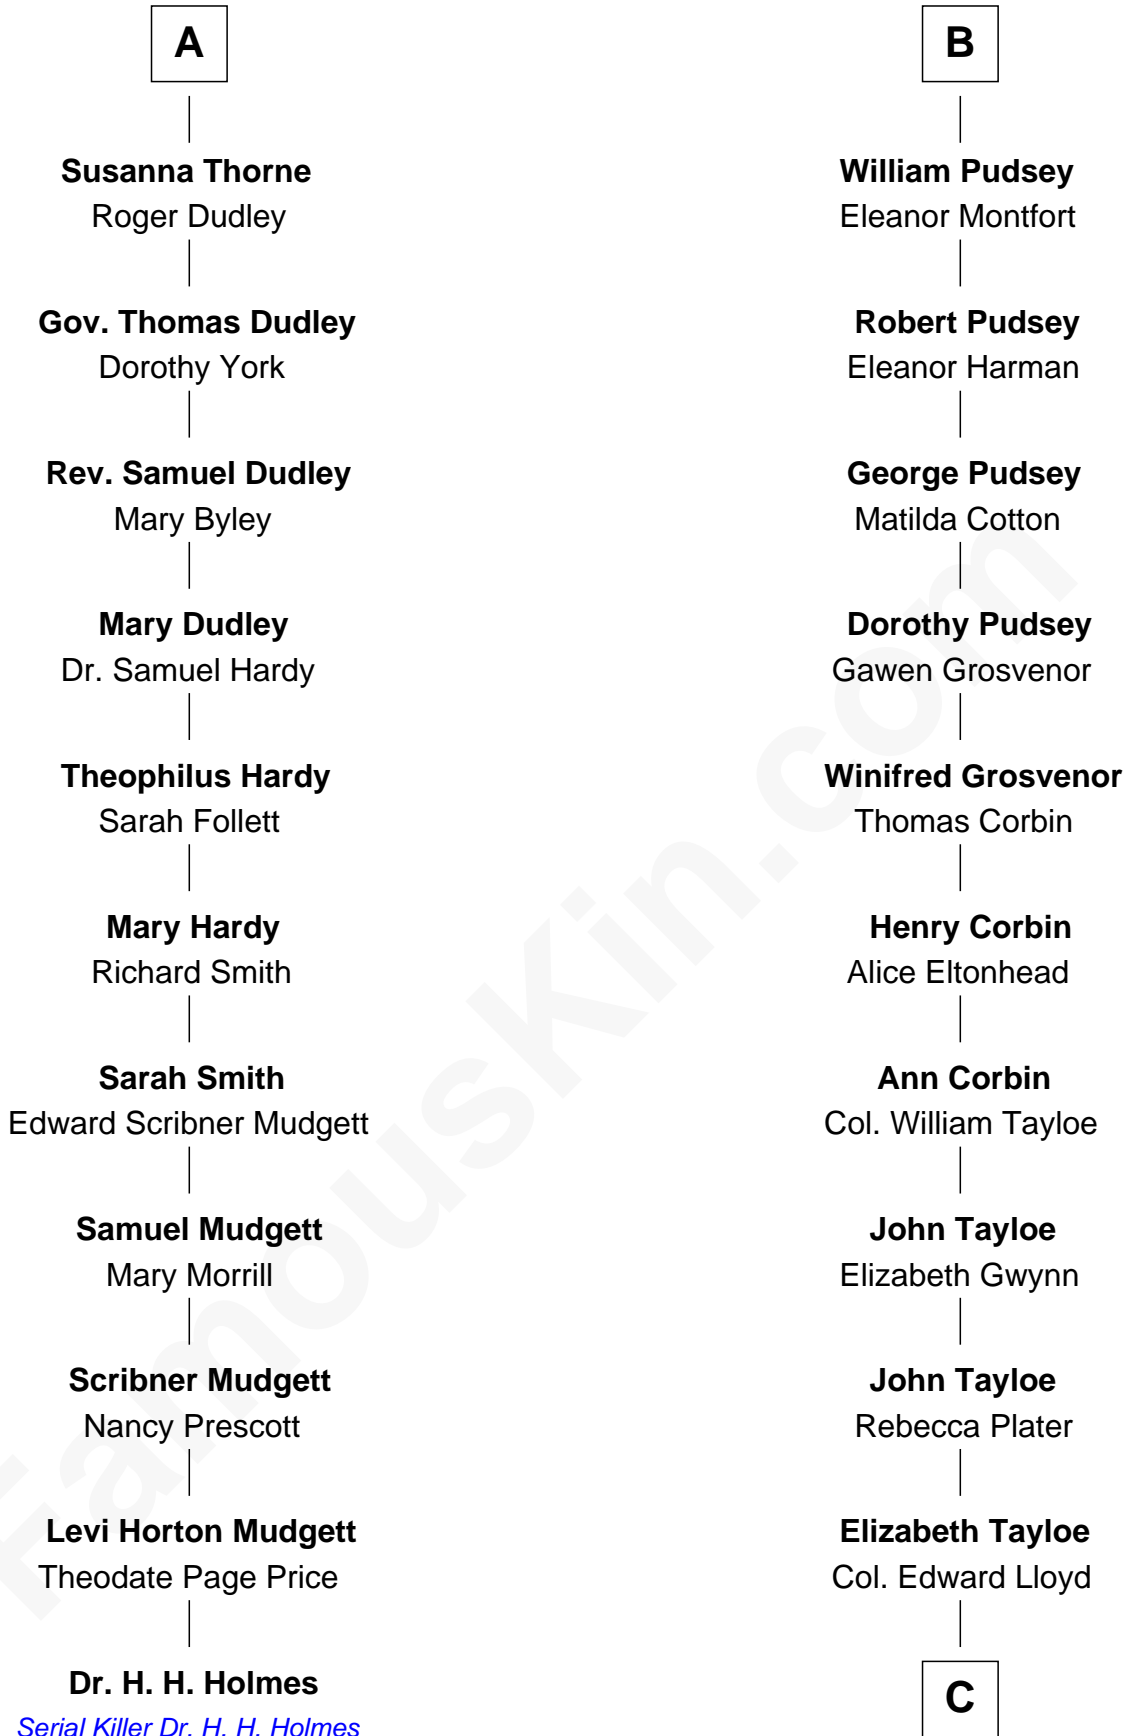 A
Susanna Thorne
Roger Dudley
Gov. Thomas Dudley
Dorothy York
Rev. Samuel Dudley
Mary Byley
Mary Dudley
Dr. Samuel Hardy
Theophilus Hardy
Sarah Follett
Mary Hardy
Richard Smith
Sarah Smith
Edward Scribner Mudgett
Samuel Mudgett
Mary Morrill
Scribner Mudgett
Nancy Prescott
Levi Horton Mudgett
Theodate Page Price
Dr. H. H. Holmes
Serial Killer Dr. H. H. Holmes
B
William Pudsey
Eleanor Montfort
Robert Pudsey
Eleanor Harman
George Pudsey
Matilda Cotton
Dorothy Pudsey
Gawen Grosvenor
Winifred Grosvenor
Thomas Corbin
Henry Corbin
Alice Eltonhead
Ann Corbin
Col. William Tayloe
John Tayloe
Elizabeth Gwynn
John Tayloe
Rebecca Plater
Elizabeth Tayloe
Col. Edward Lloyd
C
FamousKin.com